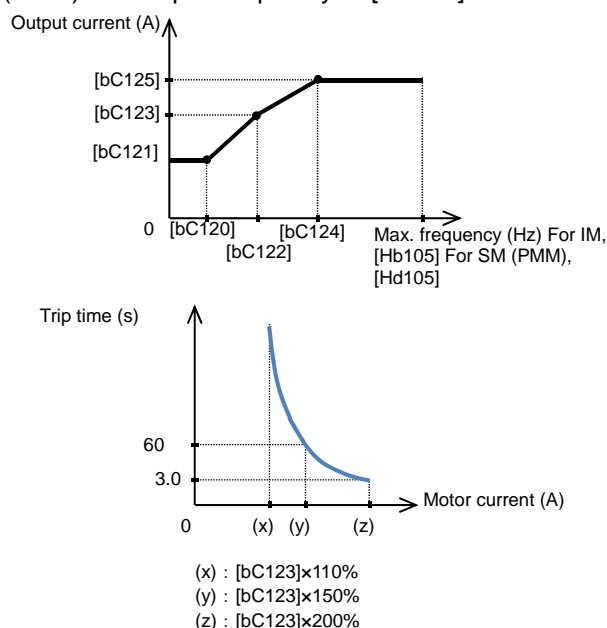 Output current (A)
[bC125]
[bC123]
[bC121]
0
[bC120]
[bC122]
[bC124]
Max. frequency (Hz) For IM,
[Hb105] For SM (PMM),
[Hd105]
Trip time (s)
60
3.0
Motor current (A)
0
(x)
(y)
(z)
(x) : [bC123]×110%
(y) : [bC123]×150%
(z) : [bC123]×200%